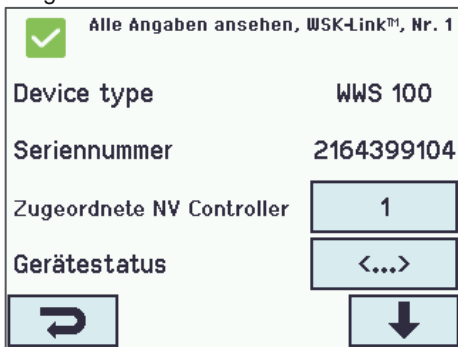 Alle Angaben ansehen, WSK-Link™, Nr. 1
Device type WWS 100
Seriennummer 2164399104
Zugeordnete NV Controller 1
Gerätestatus <...>